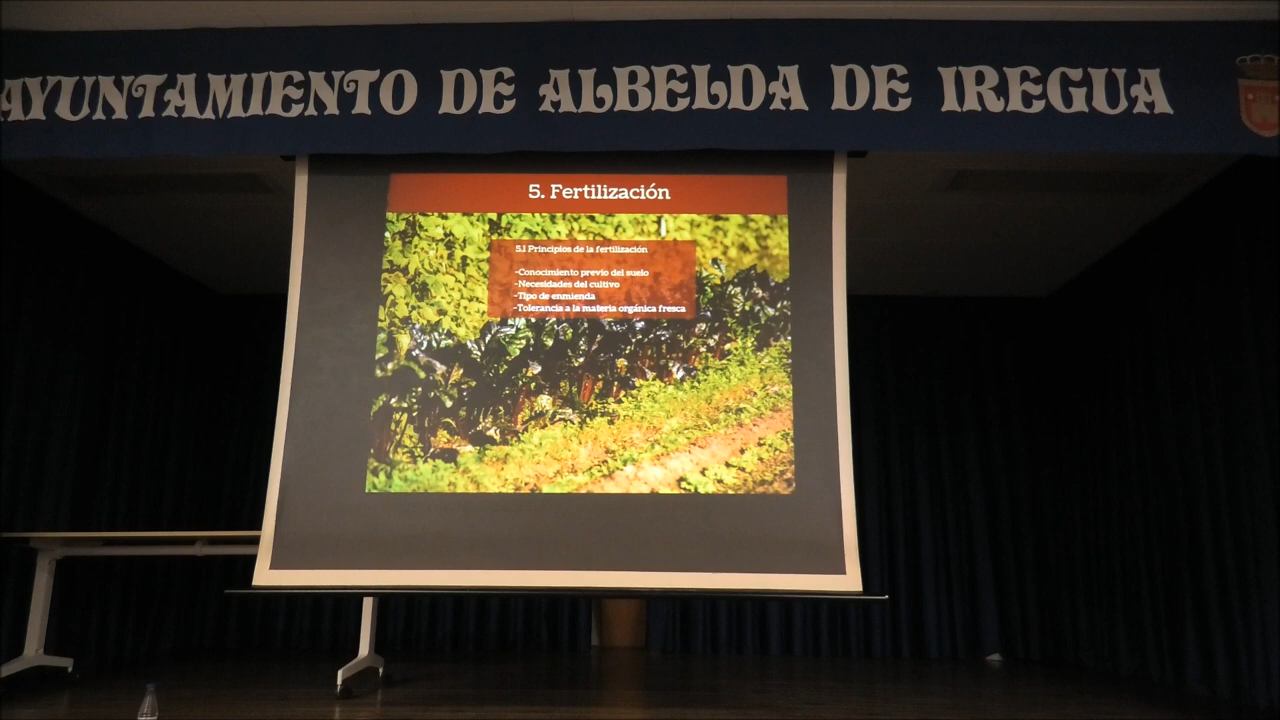 AYUNTAMIENTO DE ALBELDA DE IREGUA
5. Fertilización
5.1 Principios de la fertilización
-Conocimiento previo del suelo
-Necesidades del cultivo
-Tipo de enmienda
-Tolerancia a la materia orgánica fresca